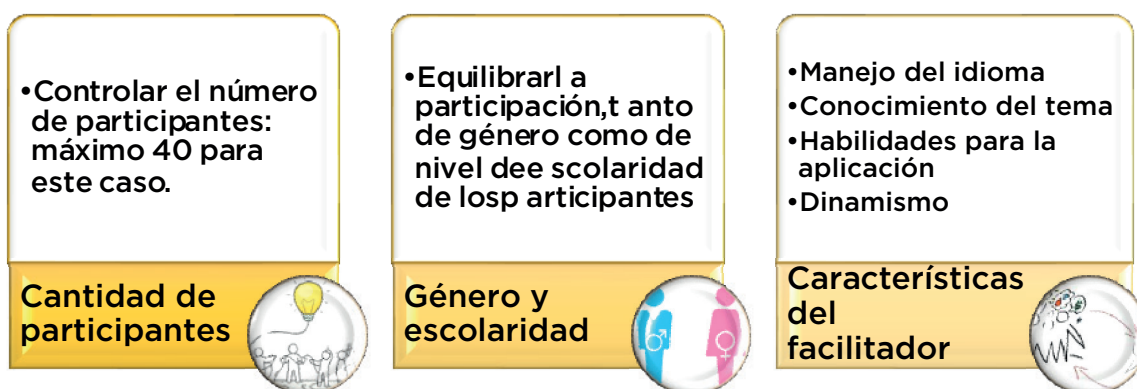 •Controlar el número
de participantes:
máximo 40 para
este caso.
Cantidad de
participantes
•Equilibrarl a
participación,t anto
de género como de
nivel dee scolaridad
de losp articipantes
Género y
escolaridad
•Manejo del idioma
•Conocimiento del tema
•Habilidades para la
aplicación
•Dinamismo
Características
del
facilitador